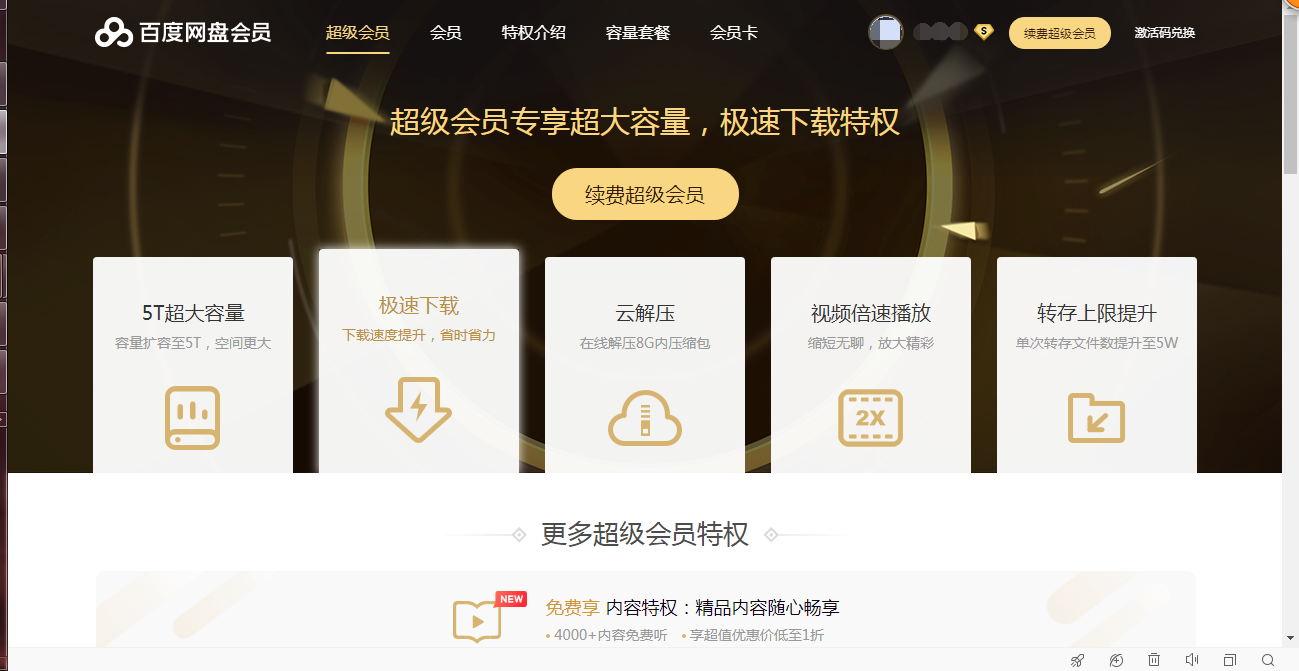 百度网盘会员
超级会员 会员 特权介绍 容量套餐 会员卡
S
续费超级会员
激活码兑换
超级会员专享超大容量，极速下载特权
续费超级会员
5T超大容量
容量扩容至5T，空间更大
极速下载
下载速度提升，省时省力
云解压
在线解压8G内压缩包
视频倍速播放
缩短无聊，放大精彩
2X
转存上限提升
单次转存文件数提升至5W
更多超级会员特权
NEW
免费享 内容特权：精品内容随心畅享
• 4000+内容免费听 • 享超值优惠价低至1折